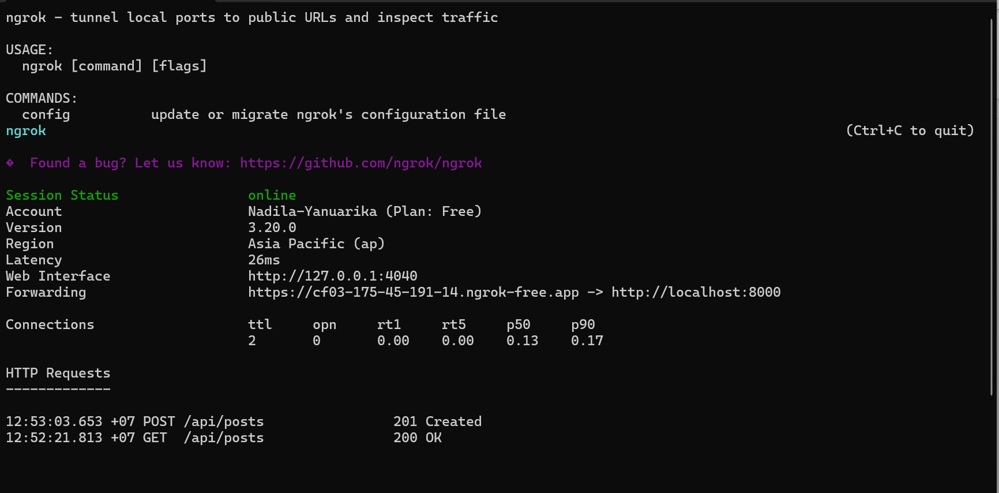 ngrok - tunnel local ports to public URLs and inspect traffic
USAGE:
ngrok [command] [flags]
COMMANDS:
config update or migrate ngrok's configuration file
ngrok (Ctrl+C to quit)
� Found a bug? Let us know: https://github.com/ngrok/ngrok
Session Status online
Account Nadila-Yanuarika (Plan: Free)
Version 3.20.0
Region Asia Pacific (ap)
Latency 26ms
Web Interface http://127.0.0.1:4040
Forwarding https://cf03-175-45-191-14.ngrok-free.app -> http://localhost:8000
Connections ttl opn rt1 rt5 p50 p90
2 0 0.00 0.00 0.13 0.17
HTTP Requests
-------------
12:53:03.653 +07 POST /api/posts 201 Created
12:52:21.813 +07 GET /api/posts 200 OK